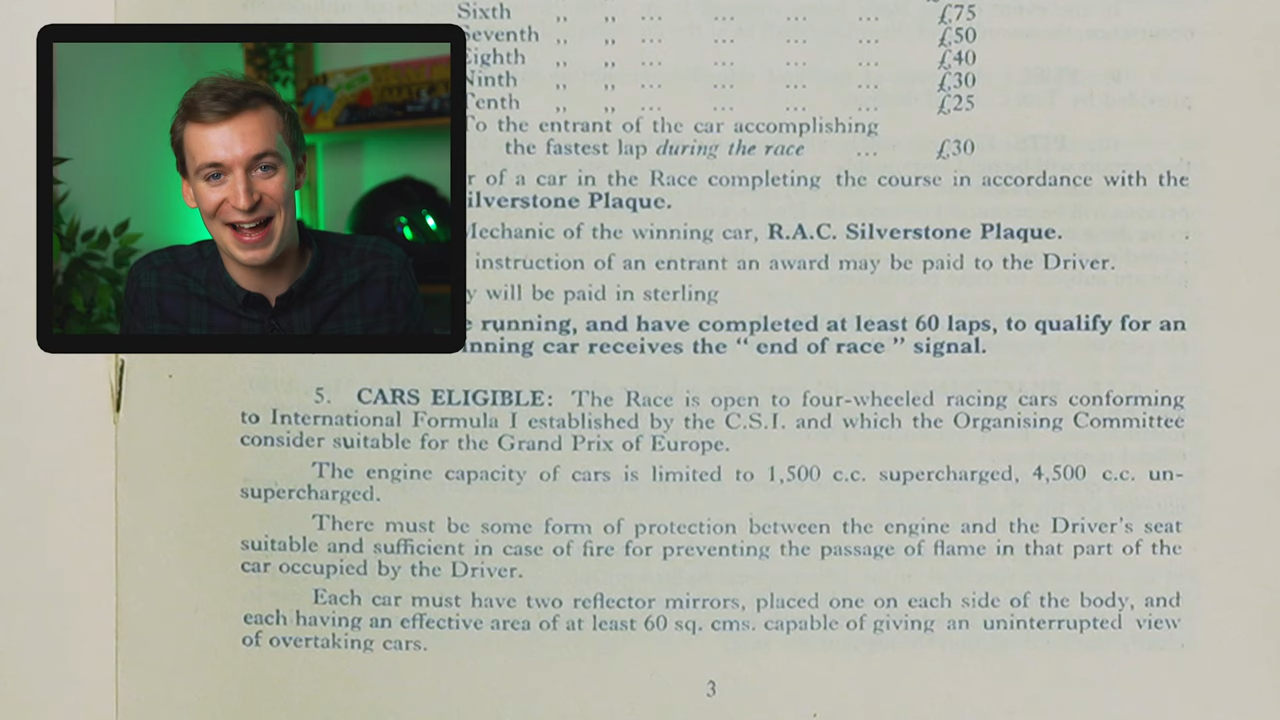 Sixth ,, ,, ... ... ... £75
Seventh ,, ,, ... ... ... £50
Eighth ,, ,, ... ... ... £40
Ninth ,, ,, ... ... ... £30
Tenth ,, ,, ... ... ... £25
To the entrant of the car accomplishing
the fastest lap during the race ... £30
r of a car in the Race completing the course in accordance with the
ilverstone Plaque.
Mechanic of the winning car, R.A.C. Silverstone Plaque.
instruction of an entrant an award may be paid to the Driver.
y will be paid in sterling
e running, and have completed at least 60 laps, to qualify for an
inning car receives the “ end of race ” signal.
5. CARS ELIGIBLE: The Race is open to four-wheeled racing cars conforming
to International Formula I established by the C.S.I. and which the Organising Committee
consider suitable for the Grand Prix of Europe.
The engine capacity of cars is limited to 1,500 c.c. supercharged, 4,500 c.c. un-
supercharged.
There must be some form of protection between the engine and the Driver's seat
suitable and sufficient in case of fire for preventing the passage of flame in that part of the
car occupied by the Driver.
Each car must have two reflector mirrors, placed one on each side of the body, and
each having an effective area of at least 60 sq. cms. capable of giving an uninterrupted view
of overtaking cars.
3